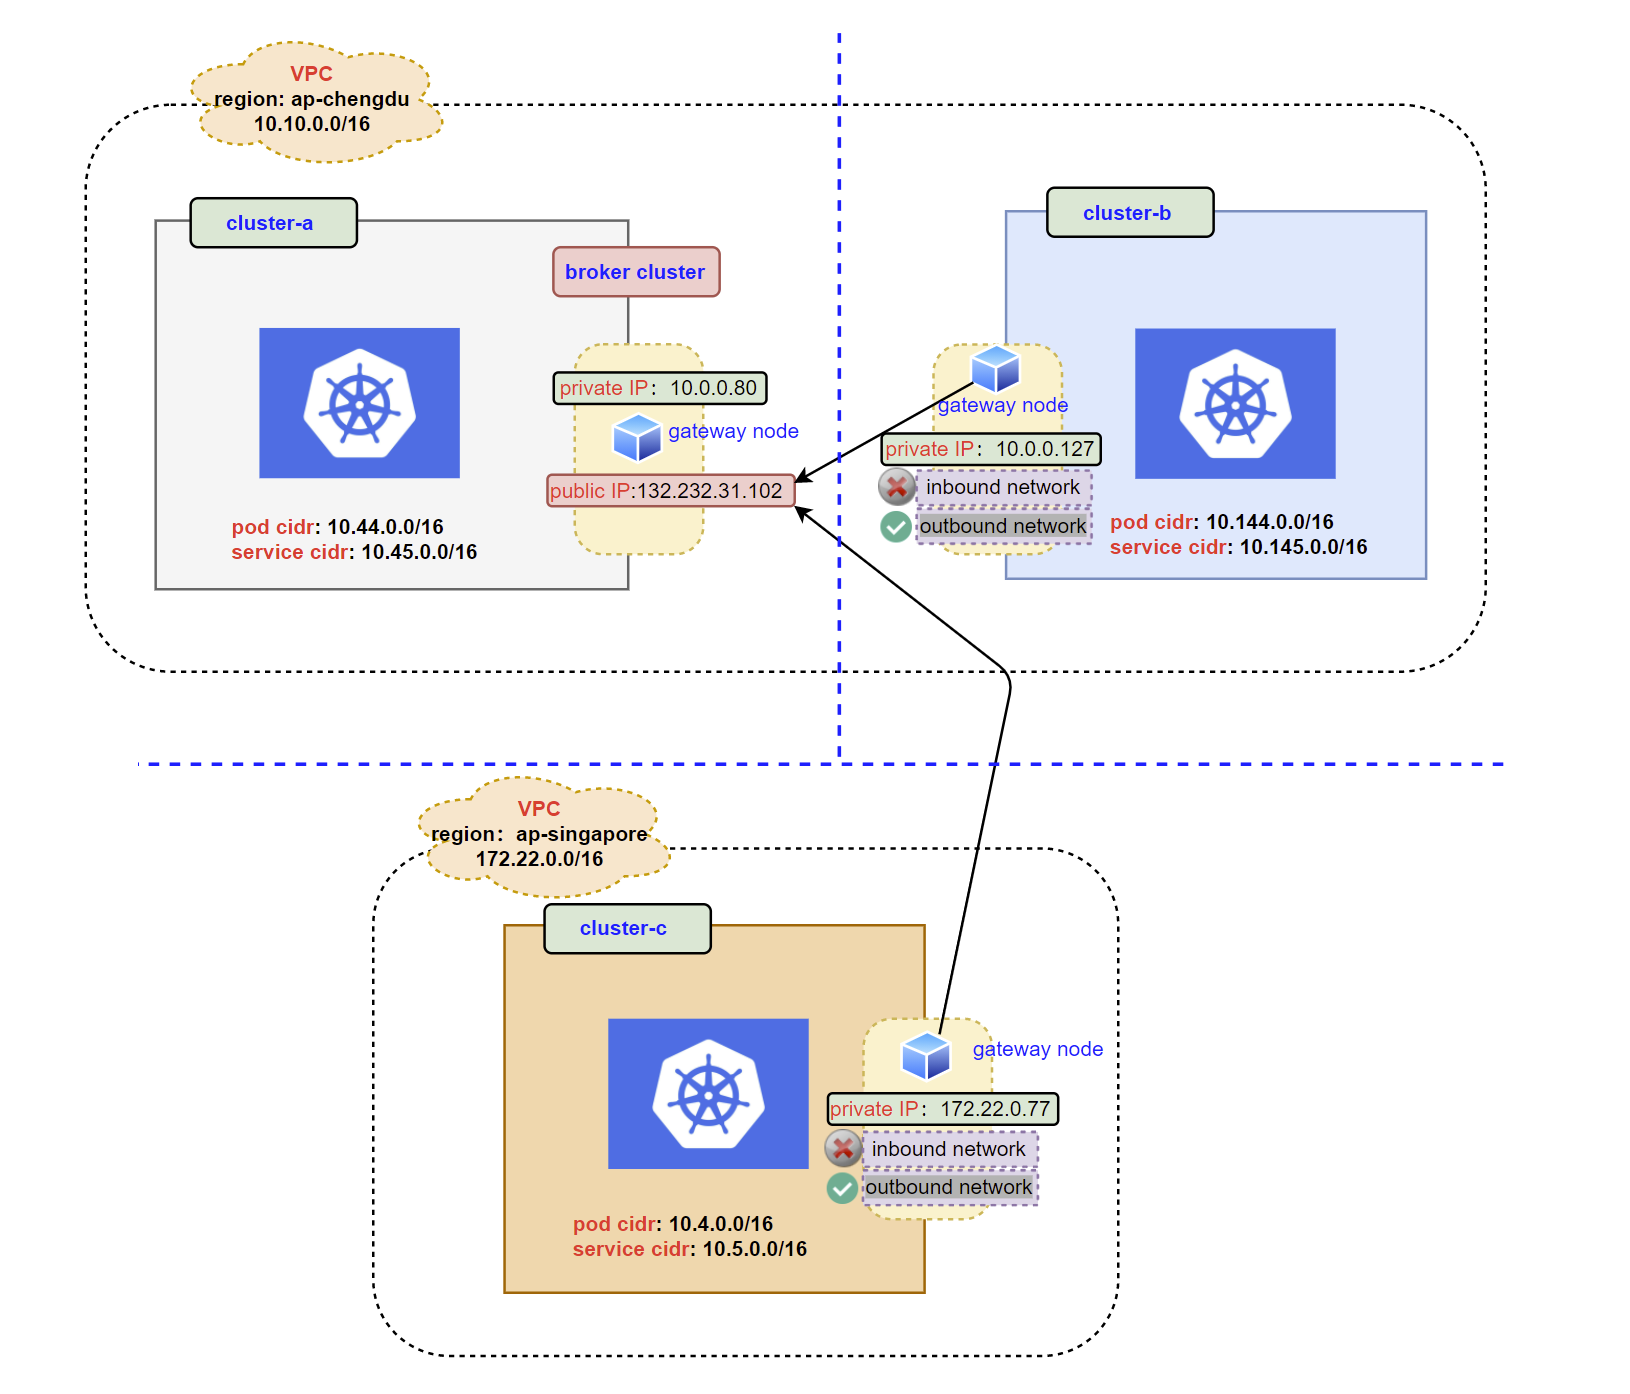 VPC
region: ap-chengdu
10.10.0.0/16
cluster-a
broker cluster
private IP： 10.0.0.80
gateway node
public IP:132.232.31.102
pod cidr: 10.44.0.0/16
service cidr: 10.45.0.0/16
cluster-b
gateway node
private IP： 10.0.0.127
inbound network
outbound network
pod cidr: 10.144.0.0/16
service cidr: 10.145.0.0/16
VPC
region：ap-singapore
172.22.0.0/16
cluster-c
gateway node
private IP： 172.22.0.77
inbound network
outbound network
pod cidr: 10.4.0.0/16
service cidr: 10.5.0.0/16